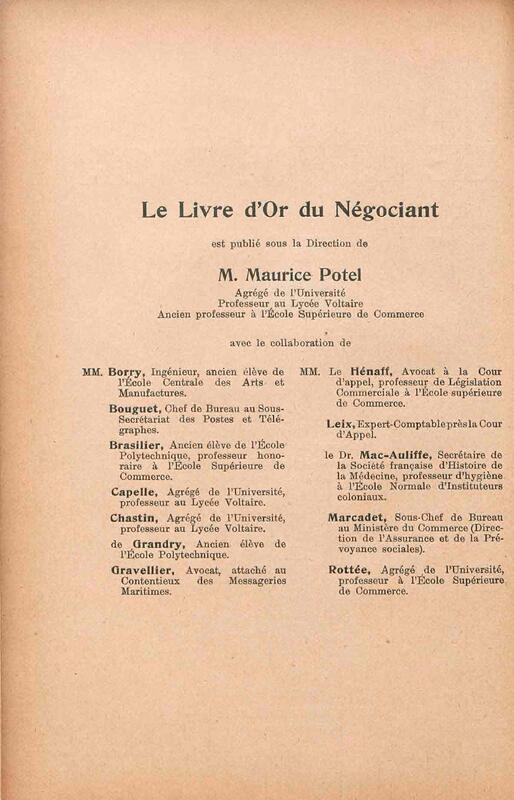 Le Livre d'Or du Négociant
est publié sous la Direction de
M. Maurice Potel
Agrégé de l'Université
Professeur au Lycée Voltaire
Ancien professeur à l'École Supérieure de Commerce
avec le collaboration de
MM. Borry, Ingénieur, ancien élève de
l'École Centrale des Arts et
Manufactures.
Bouguet, Chef de Bureau au Sous-
Secrétariat des Postes et Télé-
graphes.
Brasilier, Ancien élève de l'École
Polytechnique, professeur hono-
raire à l'École Supérieure de
Commerce.
Capelle, Agrégé de l'Université,
professeur au Lycée Voltaire.
Chastin, Agrégé de l'Université,
professeur au Lycée Voltaire.
de Grandry, Ancien élève de
l'École Polytechnique.
Gravellier, Avocat, attaché au
Contentieux des Messageries
Maritimes.
MM. Le Hénaff, Avocat à la Cour
d'appel, professeur de Législation
Commerciale à l'École supérieure
de Commerce.
Leix, Expert-Comptable près la Cour
d'Appel.
le Dr. Mac-Auliffe, Secrétaire de
la Société française d'Histoire de
la Médecine, professeur d'hygiène
à l'École Normale d'Instituteurs
coloniaux.
Marcadet, Sous-Chef de Bureau
au Ministère du Commerce (Direc-
tion de l'Assurance et de la Pré-
voyance sociales).
Rottée, Agrégé de l'Université,
professeur à l'École Supérieure
de Commerce.